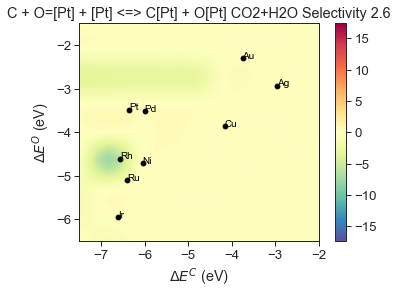 C + O=[Pt] + [Pt] <=> C[Pt] + O[Pt] CO2+H2O Selectivity 2.6
−2
−3
−4
−5
−6
ΔE^O (eV)
Au
Ag
Pt
Pd
Cu
Rh
Ni
Ru
Ir
−7
−6
−5
−4
−3
−2
ΔE^C (eV)
15
10
5
0
−5
−10
−15